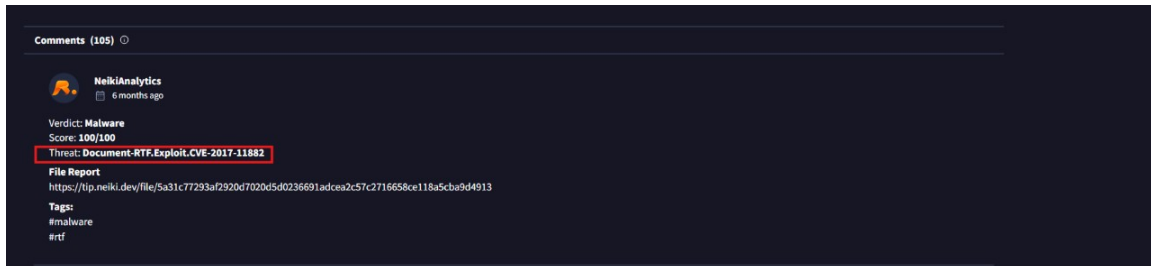 Comments (105)
NeikiAnalytics
6 months ago
Verdict: Malware
Score: 100/100
Threat: Document-RTF.Exploit.CVE-2017-11882
File Report
https://tip.neiki.dev/file/5a31c77293af2920d7020d5d0236691adcea2c57c2716658ce118a5cba9d4913
Tags:
#malware
#rtf